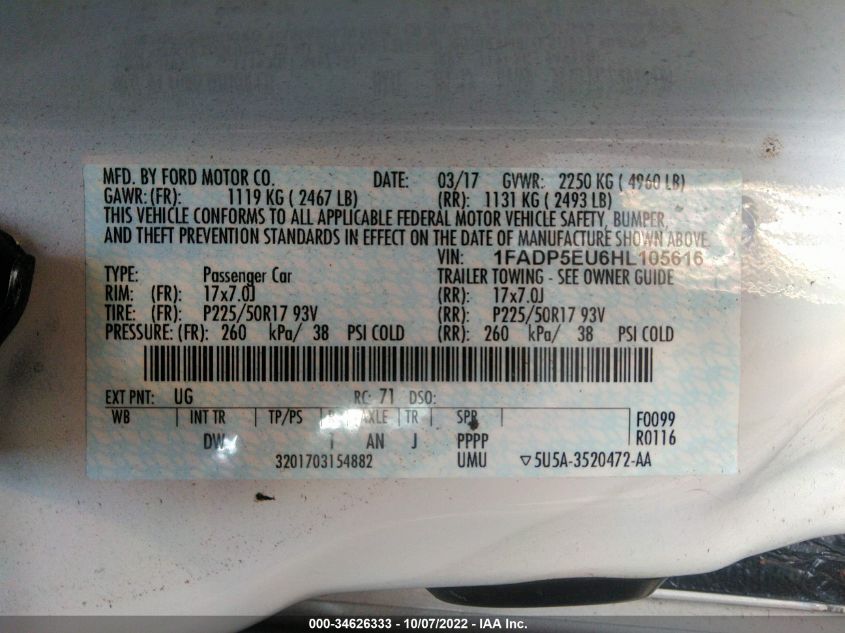 MFD. BY FORD MOTOR CO. DATE: 03/17 GVWR: 2250 KG ( 4960 LB)
GAWR: (FR): 1119 KG ( 2467 LB) (RR): 1131 KG ( 2493 LB)
THIS VEHICLE CONFORMS TO ALL APPLICABLE FEDERAL MOTOR VEHICLE SAFETY, BUMPER,
AND THEFT PREVENTION STANDARDS IN EFFECT ON THE DATE OF MANUFACTURE SHOWN ABOVE.
VIN: 1FADP5EU6HL105616
TYPE: Passenger Car TRAILER TOWING - SEE OWNER GUIDE
RIM: (FR): 17x7.0J (RR): 17x7.0J
TIRE: (FR): P225/50R17 93V (RR): P225/50R17 93V
PRESSURE: (FR): 260 kPa/ 38 PSI COLD (RR): 260 kPa/ 38 PSI COLD
EXT PNT: UG RC: 71 DSO:
WB INT TR TP/PS R AXLE TR SPR F0099
DW AN J PPPP R0116
3201703154882 UMU ▽5U5A-3520472-AA
000-34626333 - 10/07/2022 - IAA Inc.